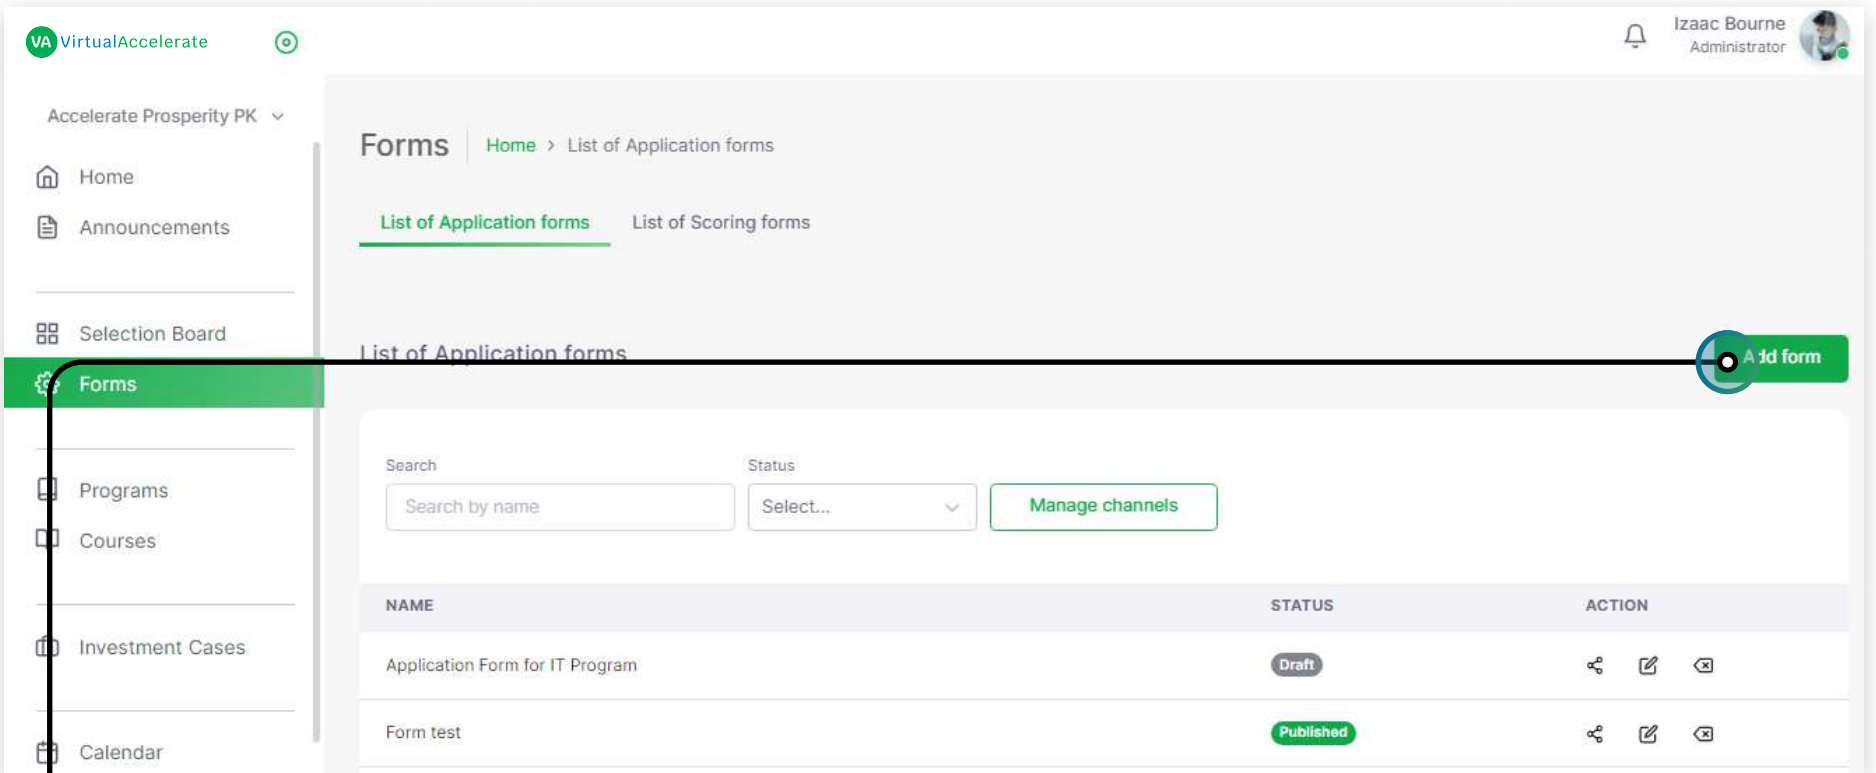 VA VirtualAccelerate
Izaac Bourne
Administrator
Accelerate Prosperity PK
Home
Announcements
Selection Board
Forms
Programs
Courses
Investment Cases
Calendar
Forms
Home > List of Application forms
List of Application forms
List of Scoring forms
List of Application forms
Add form
Search
Search by name
Status
Select...
Manage channels
NAME STATUS ACTION
Application Form for IT Program Draft
Form test Published